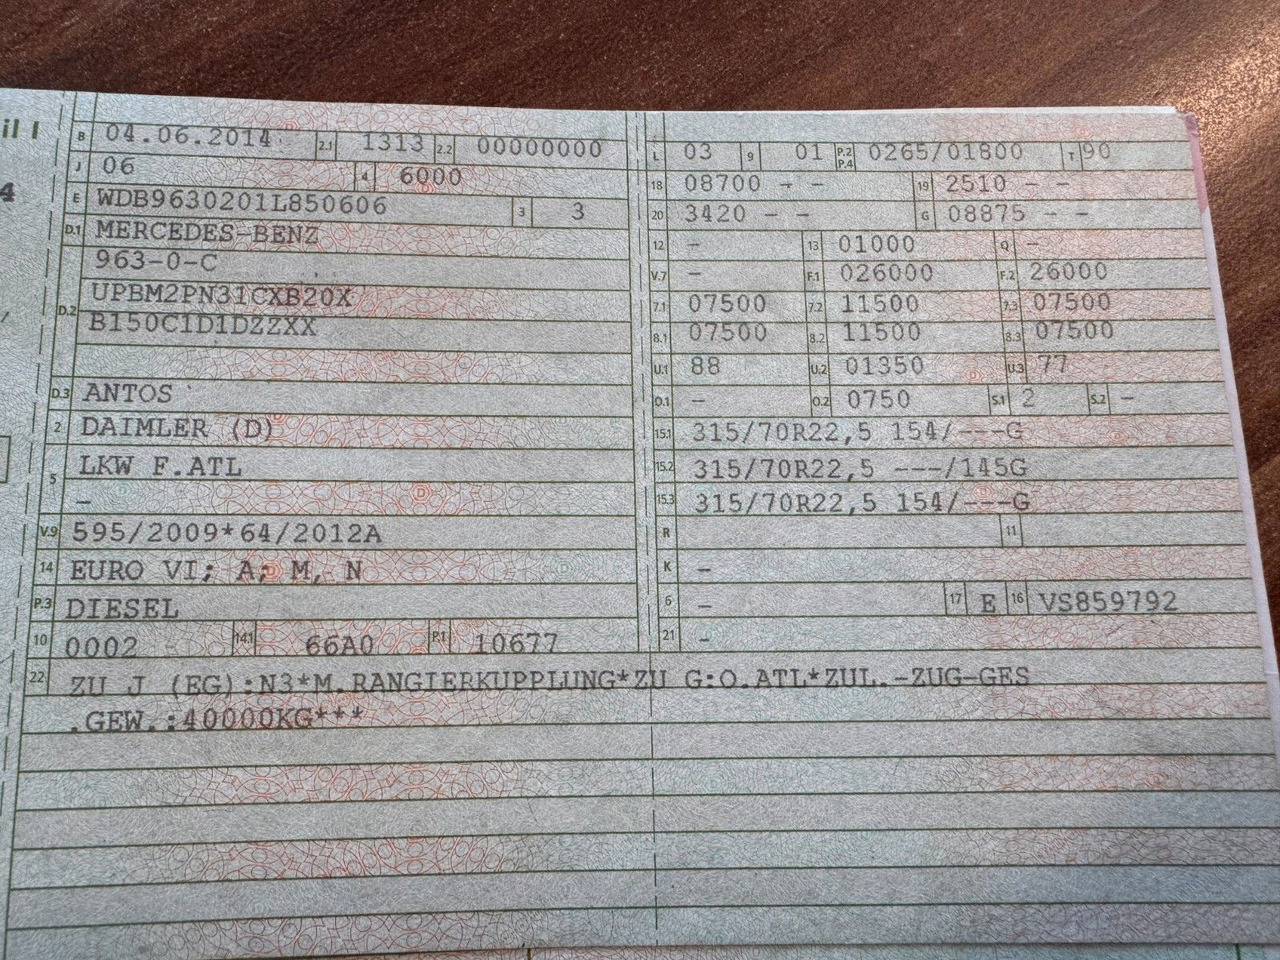 il I
4
B 04.06.2014 2.1 1313 2.2 00000000
J 06 4 6000
E WDB9630201L850606 3 3
D.1 MERCEDES-BENZ
963-0-C
D.2 UPBM2PN31CXB20X
B150C1D1DZZXX
D.3 ANTOS
2 DAIMLER (D)
5 LKW F.ATL
-
V.9 595/2009*64/2012A
14 EURO VI; A; M, N
P.3 DIESEL
10 0002 14.1 66A0 P.1 10677
L 03 9 01 P.2 P.4 0265/01800 T 90
18 08700 - - 19 2510 - -
20 3420 - - G 08875 - -
12 - 13 01000 Q -
V.7 - F.1 026000 F.2 26000
7.1 07500 7.2 11500 7.3 07500
8.1 07500 8.2 11500 8.3 07500
U.1 88 U.2 01350 U.3 77
O.1 - O.2 0750 S.1 2 S.2 -
15.1 315/70R22,5 154/---G
15.2 315/70R22,5 ---/145G
15.3 315/70R22,5 154/---G
R 11
K -
6 - 17 E 16 VS859792
21 -
22 ZU J (EG):N3*M.RANGIERKUPPLUNG*ZU G:O.ATL*ZUL.-ZUG-GES
.GEW.:40000KG***